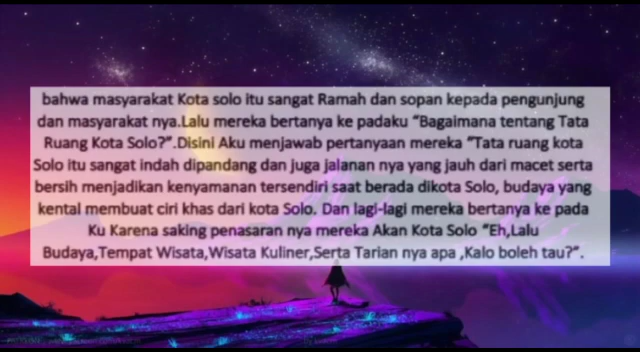 bahwa masyarakat Kota solo itu sangat Ramah dan sopan kepada pengunjung
dan masyarakat nya.Lalu mereka bertanya ke padaku “Bagaimana tentang Tata
Ruang Kota Solo?”.Disini Aku menjawab pertanyaan mereka “Tata ruang kota
Solo itu sangat indah dipandang dan juga jalanan nya yang jauh dari macet serta
bersih menjadikan kenyamanan tersendiri saat berada dikota Solo, budaya yang
kental membuat ciri khas dari kota Solo. Dan lagi-lagi mereka bertanya ke pada
Ku Karena saking penasaran nya mereka Akan Kota Solo “Eh,Lalu
Budaya,Tempat Wisata,Wisata Kuliner,Serta Tarian nya apa ,Kalo boleh tau?”.